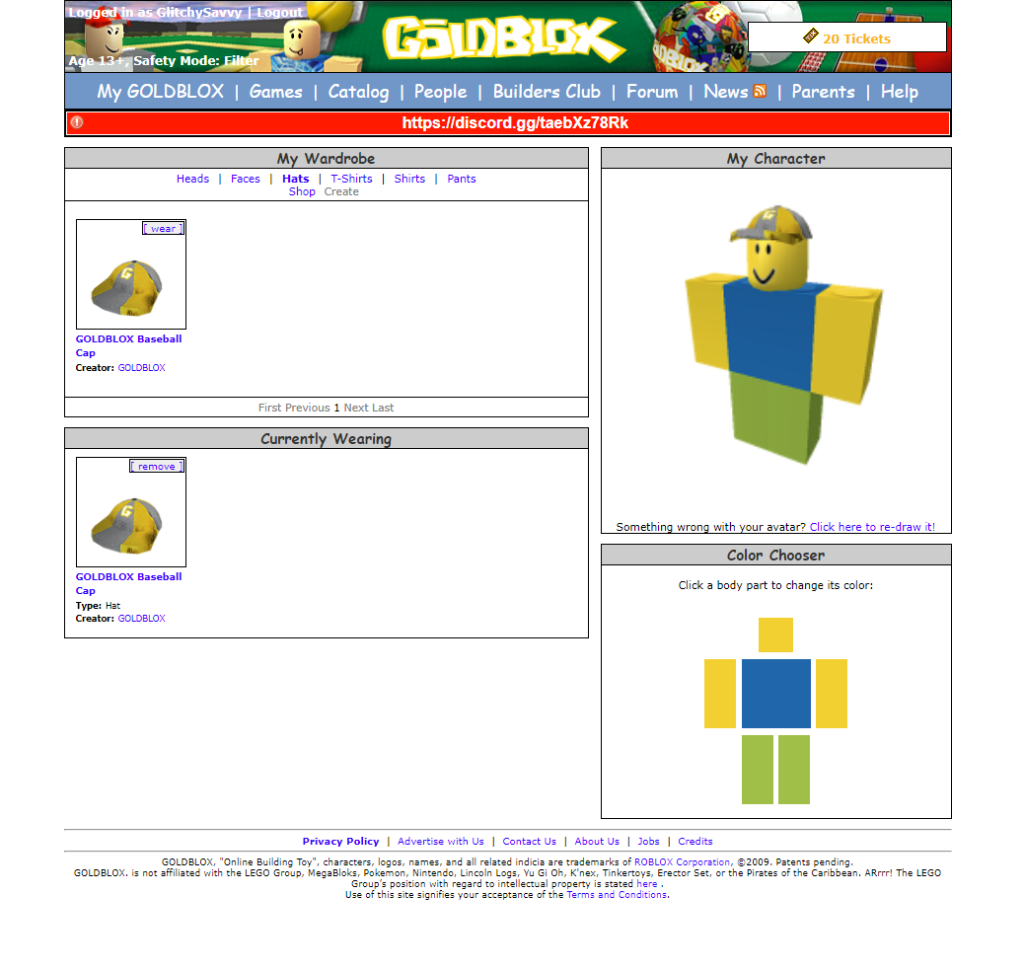 Logged in as GlitchySavvy | Logout
GOLDBLOX
20 Tickets
Age 13+, Safety Mode: Filter
My GOLDBLOX | Games | Catalog | People | Builders Club | Forum | News | Parents | Help
https://discord.gg/taebXz78Rk
My Wardrobe
Heads | Faces | Hats | T-Shirts | Shirts | Pants
Shop Create
[ wear ]
G
GOLDBLOX Baseball
Cap
Creator: GOLDBLOX
First Previous 1 Next Last
Currently Wearing
[ remove ]
G
GOLDBLOX Baseball
Cap
Type: Hat
Creator: GOLDBLOX
My Character
G
Something wrong with your avatar? Click here to re-draw it!
Color Chooser
Click a body part to change its color:
Privacy Policy | Advertise with Us | Contact Us | About Us | Jobs | Credits
GOLDBLOX, "Online Building Toy", characters, logos, names, and all related indicia are trademarks of ROBLOX Corporation, ©2009. Patents pending.
GOLDBLOX. is not affiliated with the LEGO Group, MegaBloks, Pokemon, Nintendo, Lincoln Logs, Yu Gi Oh, K'nex, Tinkertoys, Erector Set, or the Pirates of the Caribbean. ARrrr! The LEGO
Group's position with regard to intellectual property is stated here .
Use of this site signifies your acceptance of the Terms and Conditions.